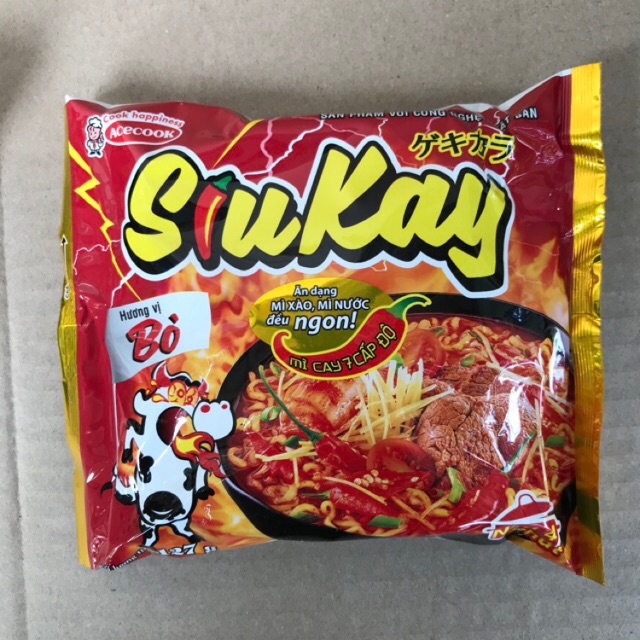 Cook happiness
ACECOOK
SẢN PHẨM VỚI CÔNG NGHỆ
ゲキカラ
SiuKay
Ăn dạng
MÌ XÀO, MÌ NƯỚC
đều ngon!
MÌ CAY 7 CẤP ĐỘ
Hương vị
Bò